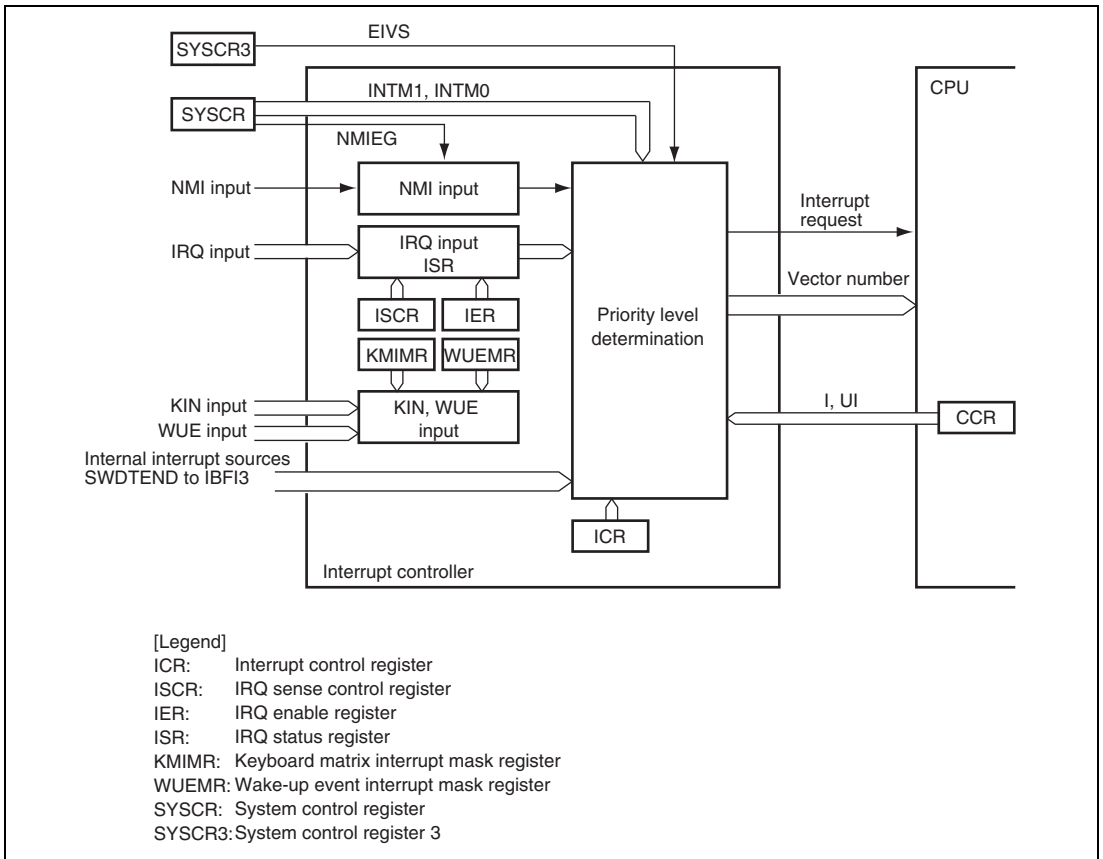 EIVS
SYSCR3
CPU
INTM1, INTM0
SYSCR
NMIEG
NMI input
NMI input
Interrupt
request
IRQ input
IRQ input
ISR
Vector number
ISCR
IER
Priority level
determination
KMIMR
WUEMR
KIN input
KIN, WUE
input
I, UI
CCR
WUE input
Internal interrupt sources
SWDTEND to IBFI3
ICR
Interrupt controller
[Legend]
ICR: Interrupt control register
ISCR: IRQ sense control register
IER: IRQ enable register
ISR: IRQ status register
KMIMR: Keyboard matrix interrupt mask register
WUEMR: Wake-up event interrupt mask register
SYSCR: System control register
SYSCR3: System control register 3